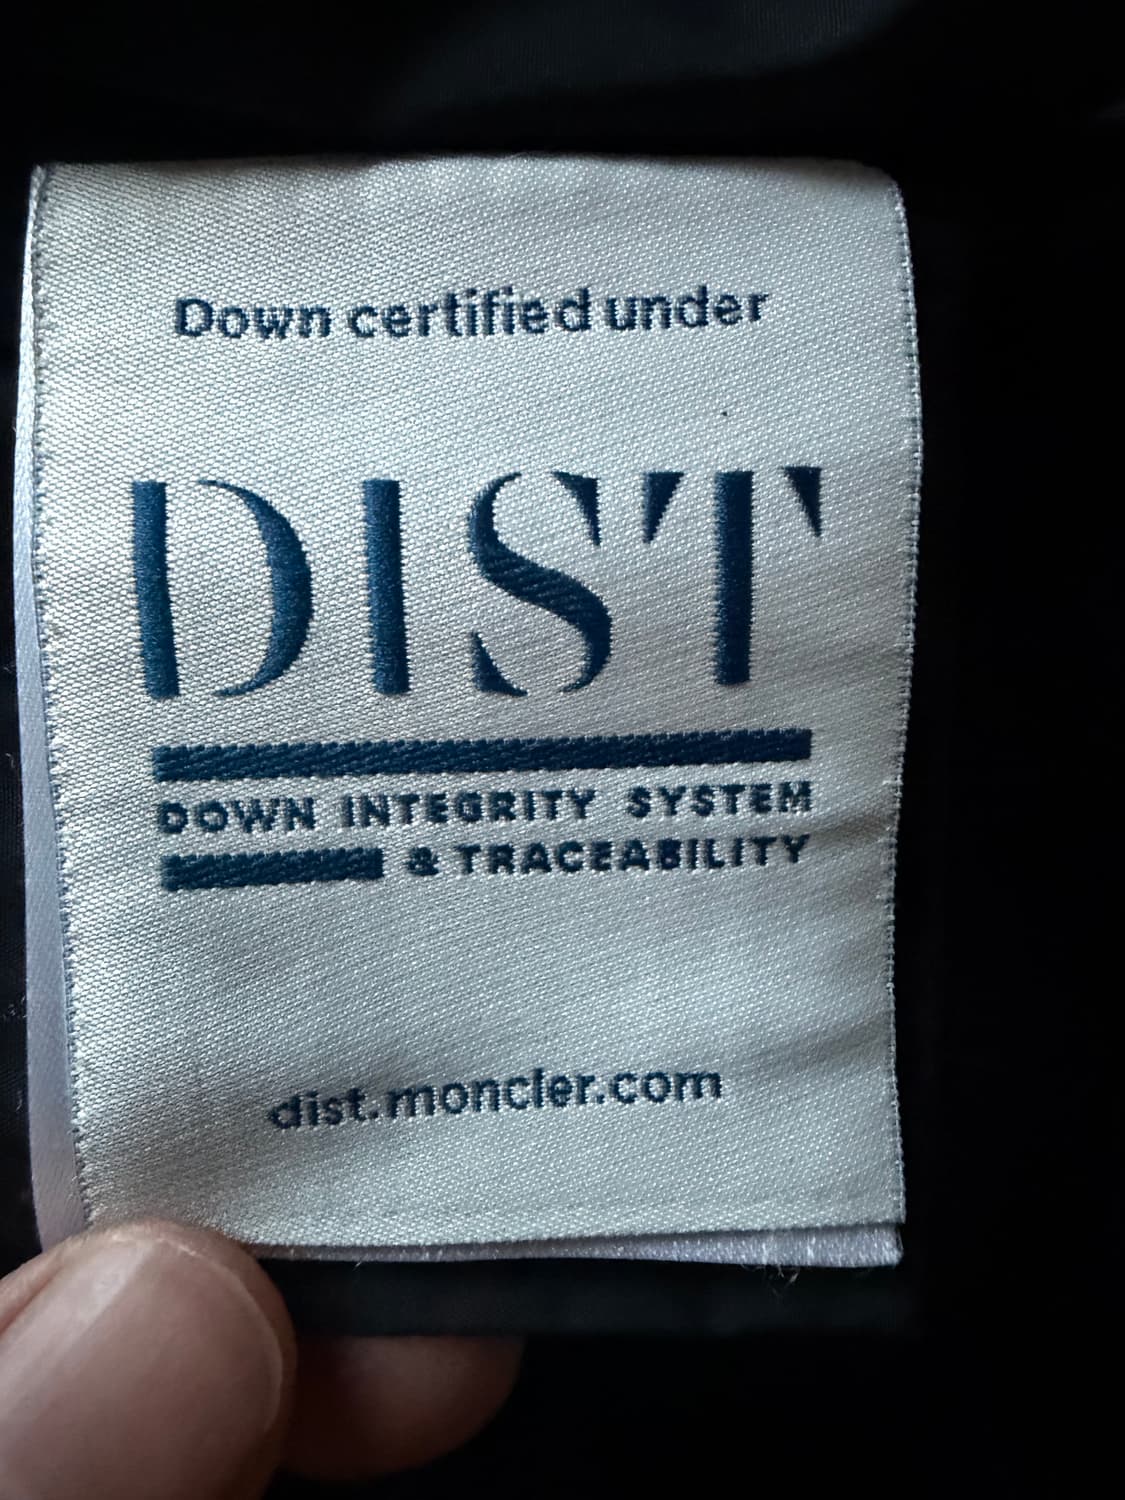 Down certified under
DIST
DOWN INTEGRITY SYSTEM
& TRACEABILITY
dist.moncler.com